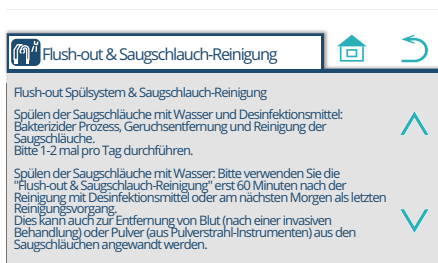 Flush-out & Saugschlauch-Reinigung
Flush-out Spülsystem & Saugschlauch-Reinigung
Spülen der Saugschläuche mit Wasser und Desinfektionsmittel:
Bakterizider Prozess, Geruchsentfernung und Reinigung der
Saugschläuche.
Bitte 1-2 mal pro Tag durchführen.
Spülen der Saugschläuche mit Wasser: Bitte verwenden Sie die
"Flush-out & Saugschlauch-Reinigung" erst 60 Minuten nach der
Reinigung mit Desinfektionsmittel oder am nächsten Morgen als letzten
Reinigungsvorgang.
Dies kann auch zur Entfernung von Blut (nach einer invasiven
Behandlung) oder Pulver (aus Pulverstrahl-Instrumenten) aus den
Saugschläuchen angewandt werden.